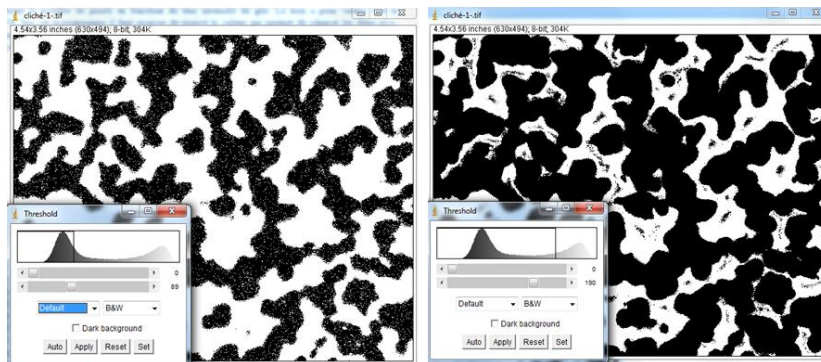 cliché-1-.tif
4.54x3.56 inches (630x494); 8-bit; 304K
Threshold
0
89
Default
B&W
Dark background
Auto
Apply
Reset
Set
cliché-1-.tif
4.54x3.56 inches (630x494); 8-bit; 304K
Threshold
0
190
Default
B&W
Dark background
Auto
Apply
Reset
Set